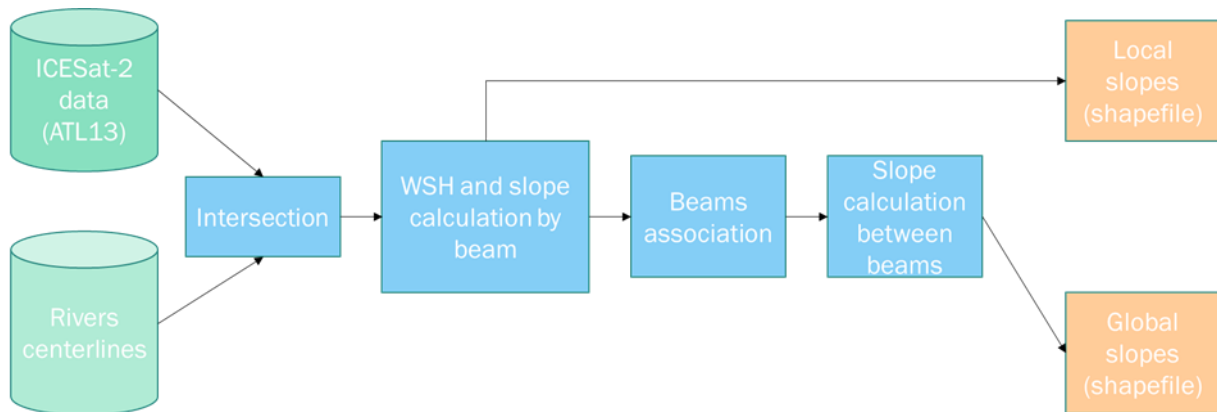 ICESat-2
data
(ATL13)
Rivers
centerlines
Intersection
WSH and slope
calculation by
beam
Beams
association
Slope
calculation
between
beams
Local
slopes
(shapefile)
Global
slopes
(shapefile)